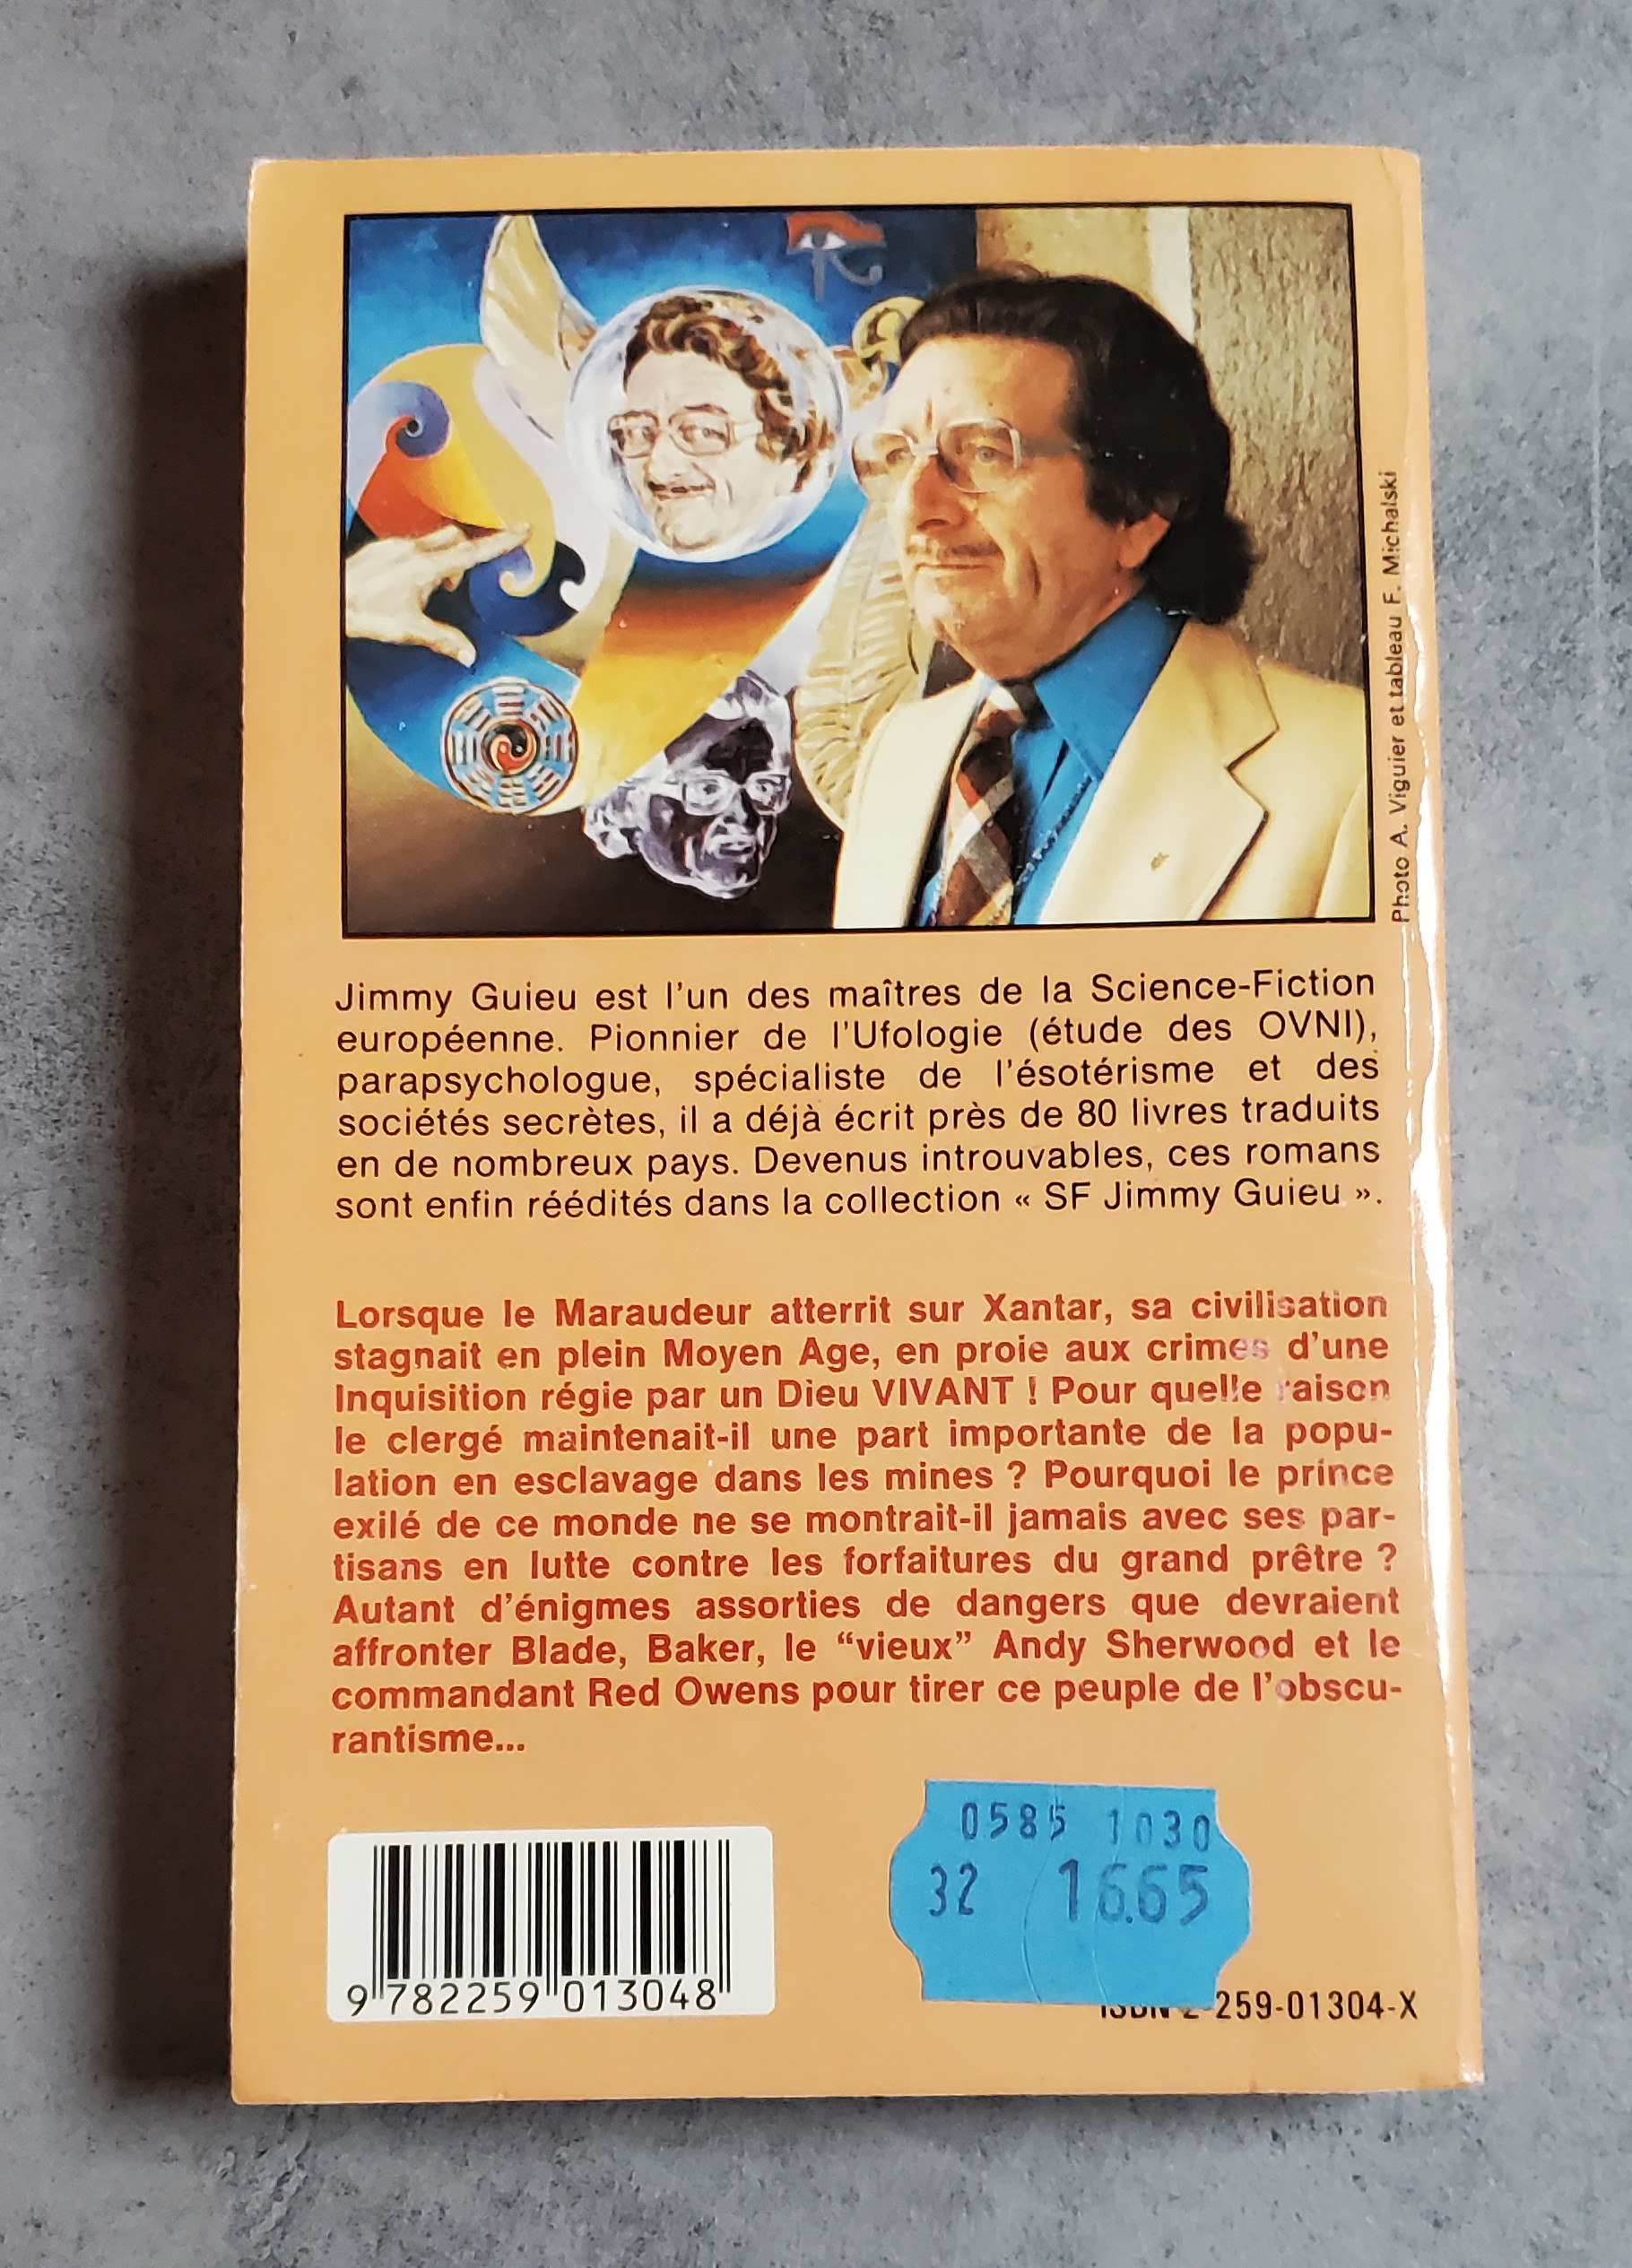 Photo A. Viguier et tableau F. Michalski
Jimmy Guieu est l'un des maîtres de la Science-Fiction
européenne. Pionnier de l'Ufologie (étude des OVNI),
parapsychologue, spécialiste de l'ésotérisme et des
sociétés secrètes, il a déjà écrit près de 80 livres traduits
en de nombreux pays. Devenus introuvables, ces romans
sont enfin réédités dans la collection « SF Jimmy Guieu ».
Lorsque le Maraudeur atterrit sur Xantar, sa civilisation
stagnait en plein Moyen Age, en proie aux crimes d'une
Inquisition régie par un Dieu VIVANT ! Pour quelle raison
le clergé maintenait-il une part importante de la popu-
lation en esclavage dans les mines ? Pourquoi le prince
exilé de ce monde ne se montrait-il jamais avec ses par-
tisans en lutte contre les forfaitures du grand prêtre ?
Autant d'énigmes assorties de dangers que devraient
affronter Blade, Baker, le “vieux” Andy Sherwood et le
commandant Red Owens pour tirer ce peuple de l'obscu-
rantisme...
0585 1030
32 16.65
9 782259 013048
ISBN 2-259-01304-X